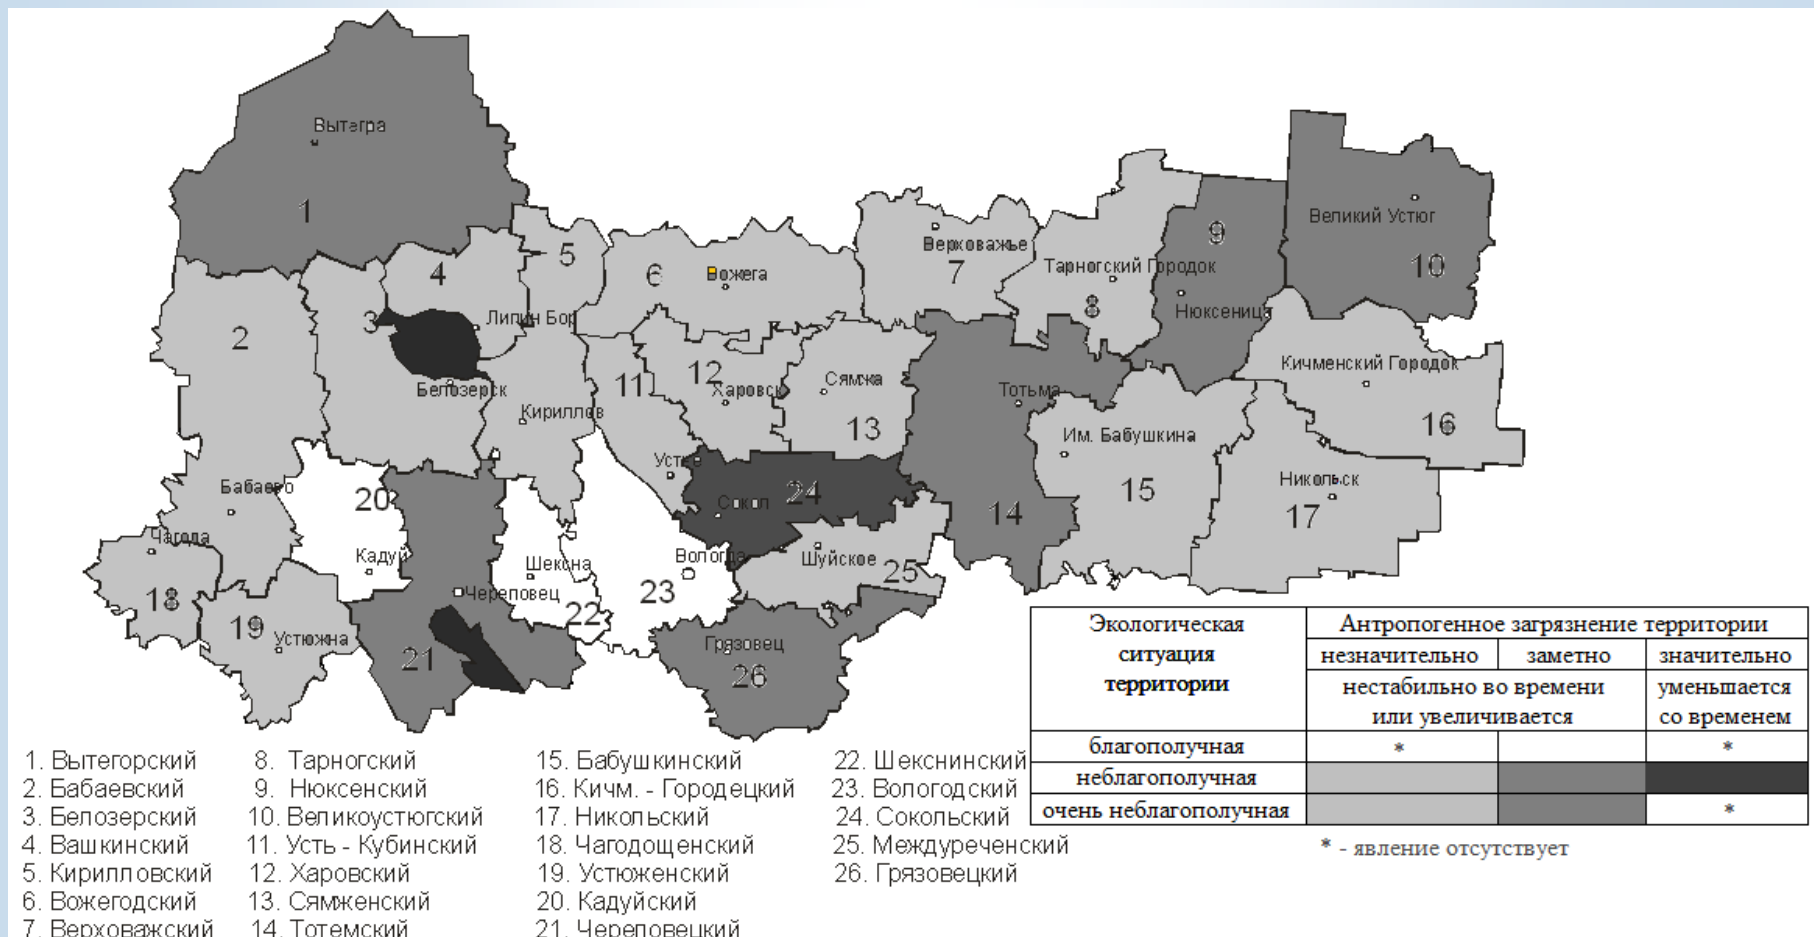 Вытегра
1
Великий Устюг
9
10
Верховажье
7
Тарногский Городок
8
Нюксеница
4
5
6
Вожега
3
Липин Бор
2
Белозерск
Кириллов
11
12
Харовск
Сямжа
13
Тотьма
Кичменский Городок
16
Им. Бабушкина
15
Никольск
17
14
Устье
Сокол
24
Бабаево
20
Кадуй
Чагода
18
19
Устюжна
21
Череповец
Шексна
22
Вологда
23
Шуйское
25
Грязовец
26
Экологическая ситуация территории
Антропогенное загрязнение территории
незначительно заметно значительно
нестабильно во времени или увеличивается
уменьшается со временем
благополучная * *
неблагополучная
очень неблагополучная *
* - явление отсутствует
1. Вытегорский
2. Бабаевский
3. Белозерский
4. Вашкинский
5. Кирилловский
6. Вожегодский
7. Верховажский
8. Тарногский
9. Нюксенский
10. Великоустюгский
11. Усть - Кубинский
12. Харовский
13. Сямженский
14. Тотемский
15. Бабушкинский
16. Кичм. - Городецкий
17. Никольский
18. Чагодощенский
19. Устюженский
20. Кадуйский
21. Череповецкий
22. Шекснинский
23. Вологодский
24. Сокольский
25. Междуреченский
26. Грязовецкий